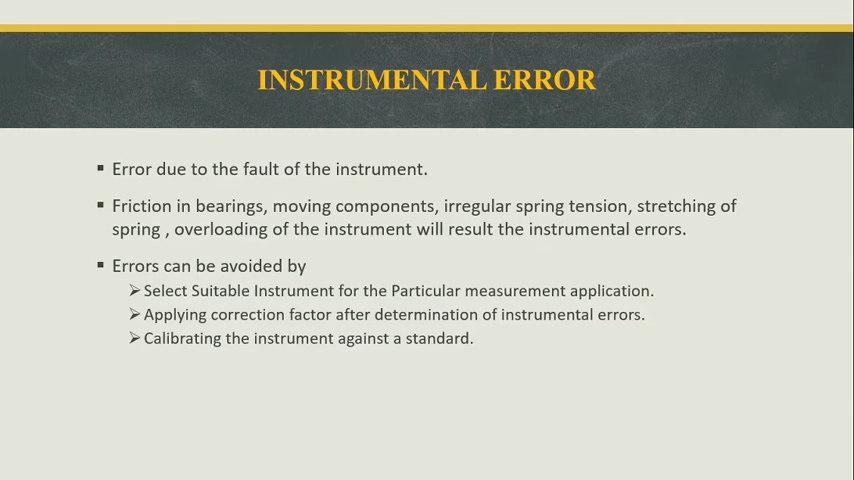 INSTRUMENTAL ERROR
▪ Error due to the fault of the instrument.
▪ Friction in bearings, moving components, irregular spring tension, stretching of
spring , overloading of the instrument will result the instrumental errors.
▪ Errors can be avoided by
➢ Select Suitable Instrument for the Particular measurement application.
➢ Applying correction factor after determination of instrumental errors.
➢ Calibrating the instrument against a standard.